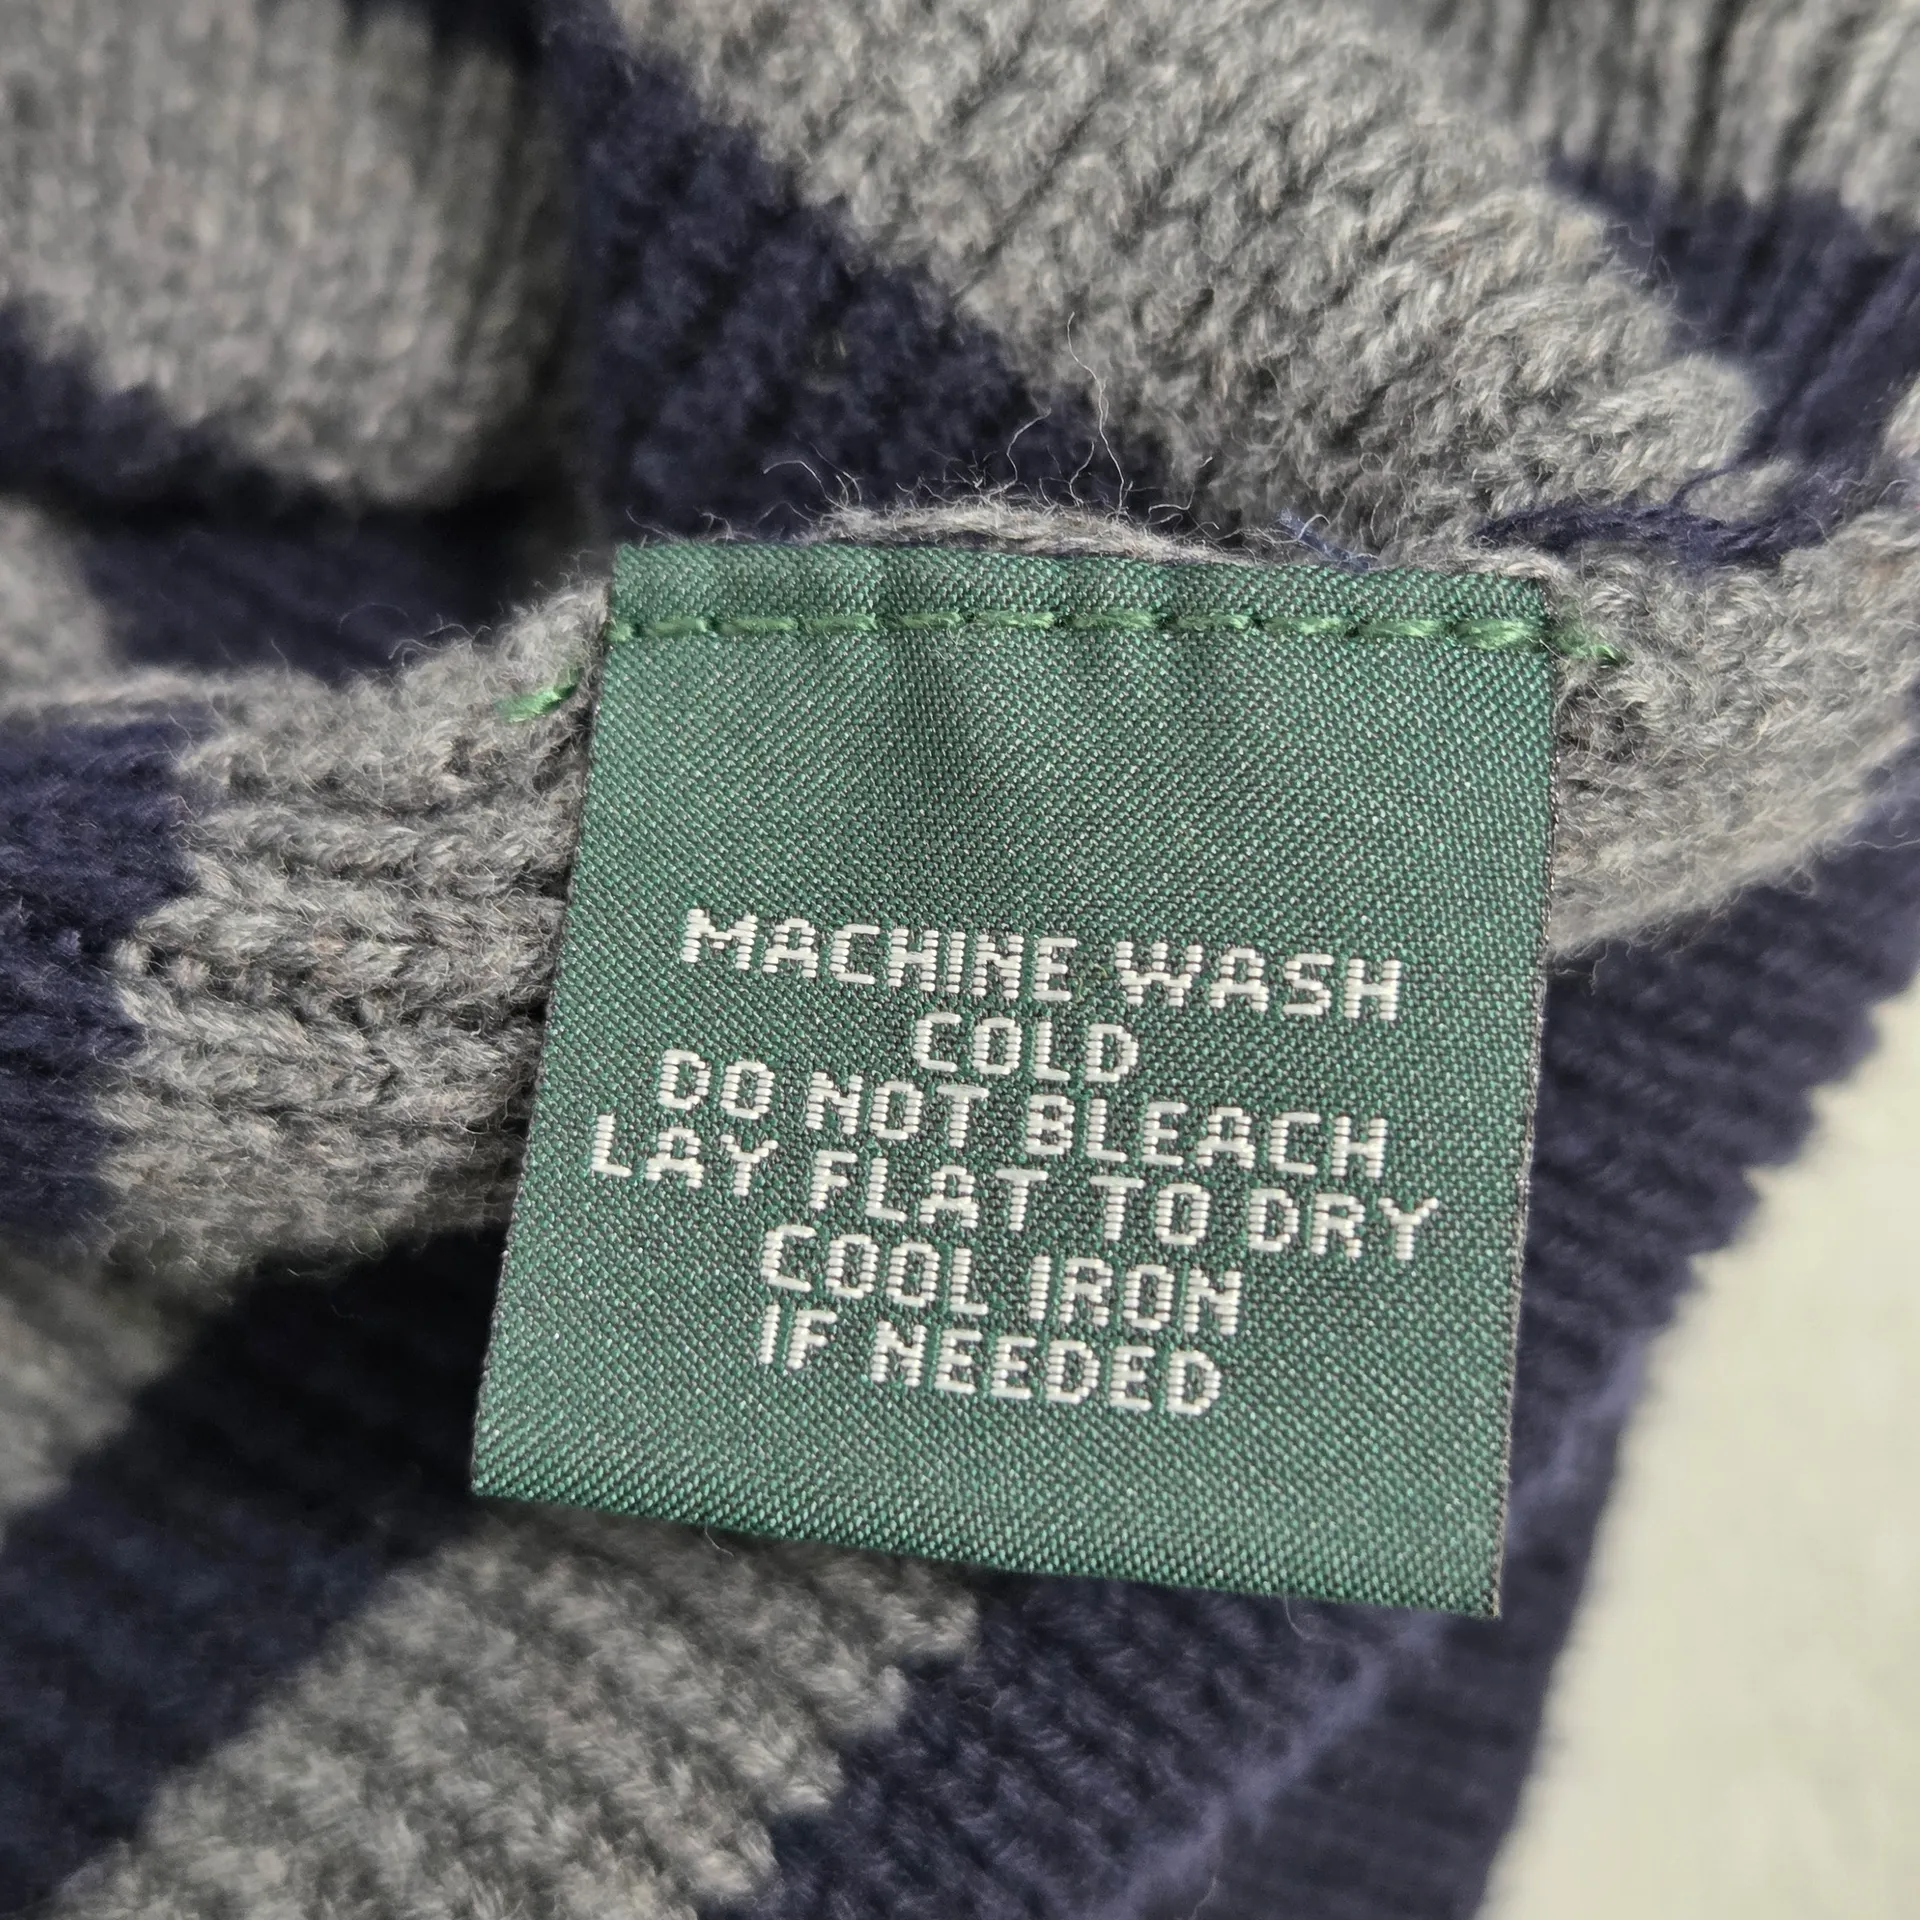 MACHINE WASH
COLD
DO NOT BLEACH
LAY FLAT TO DRY
COOL IRON
IF NEEDED